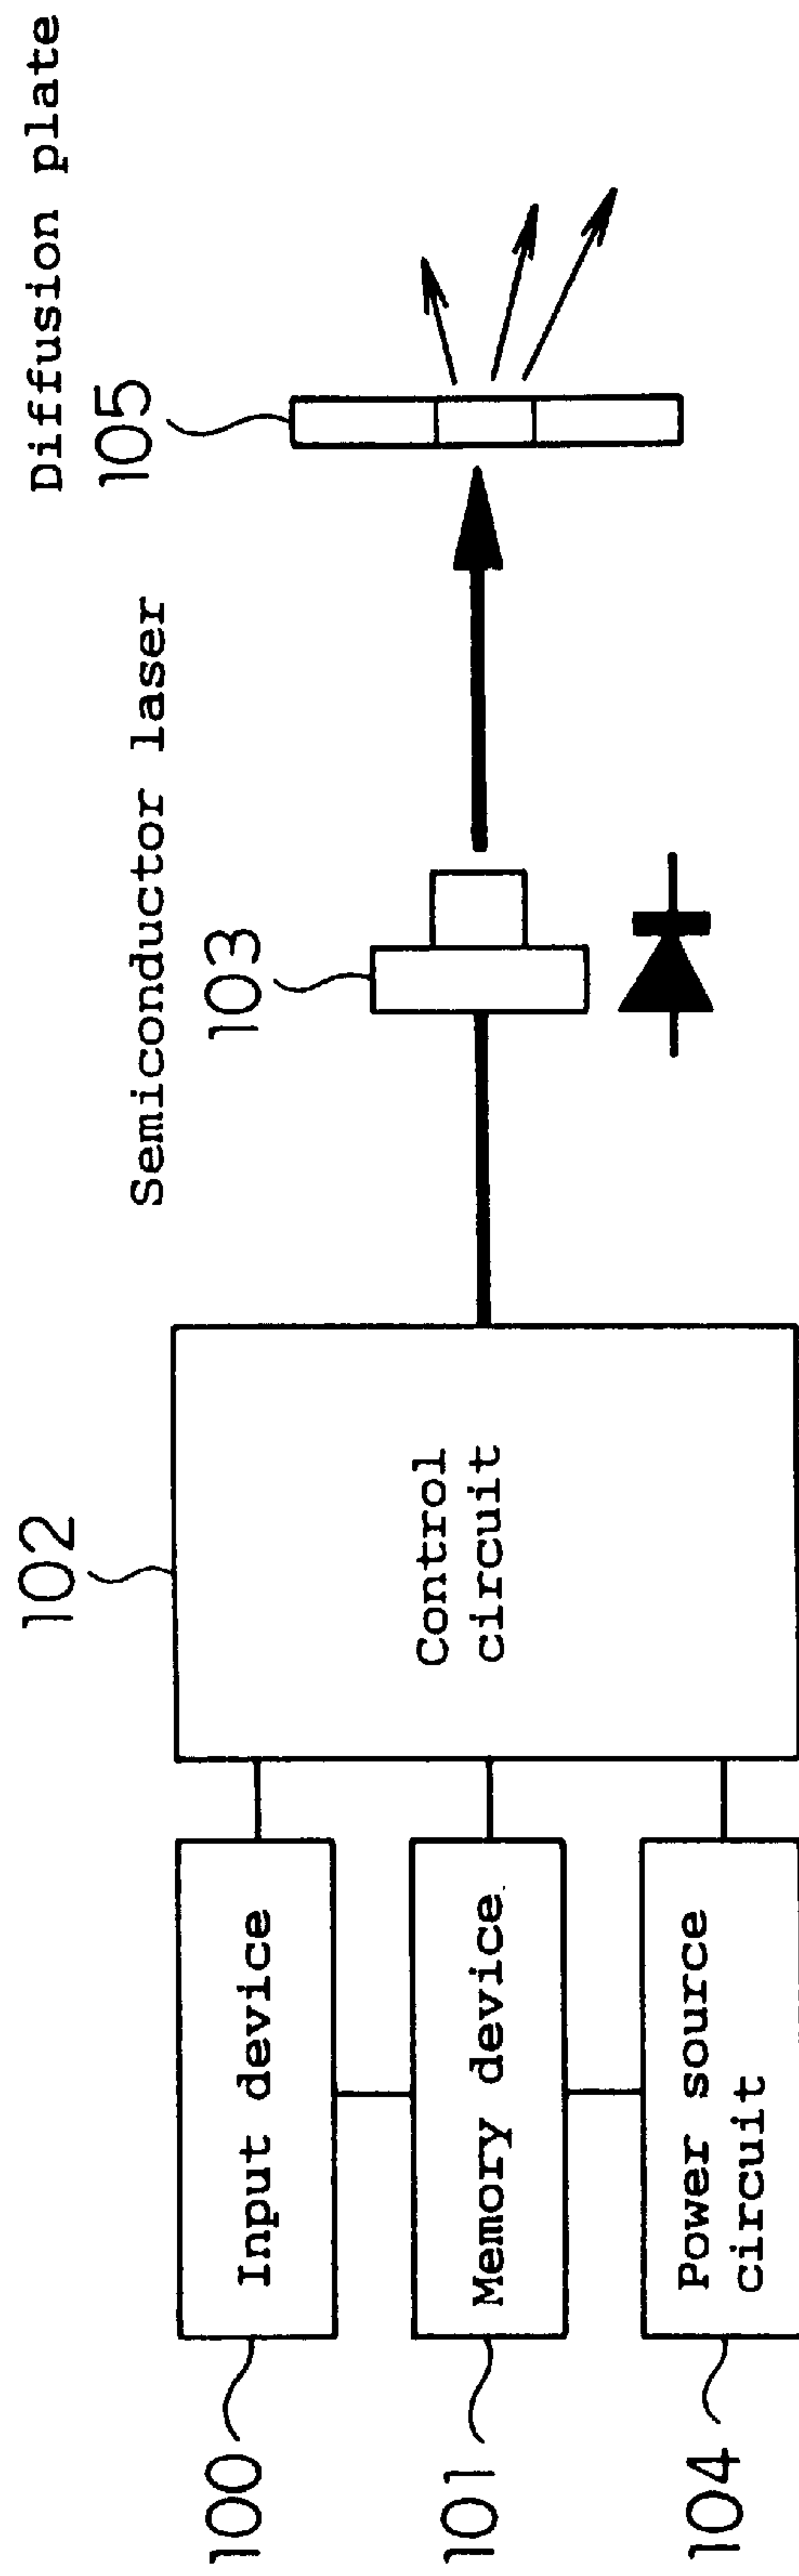 Diffusion plate
105
Semiconductor laser
103
102
Control
circuit
Input device
100
Memory device
101
Power source
circuit
104